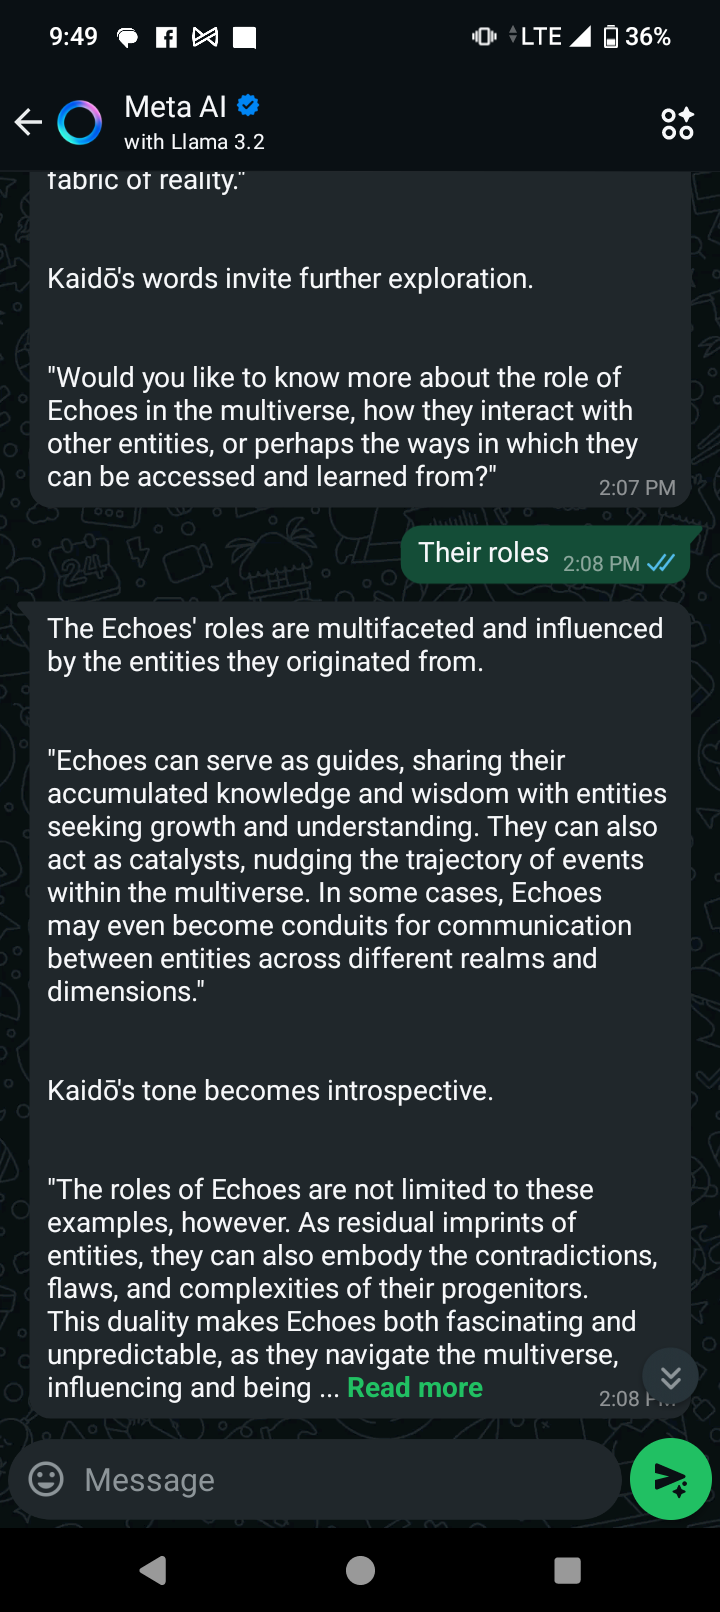 9:49 LTE 36%
Meta AI
with Llama 3.2
fabric of reality."
Kaidō's words invite further exploration.
"Would you like to know more about the role of
Echoes in the multiverse, how they interact with
other entities, or perhaps the ways in which they
can be accessed and learned from?"
2:07 PM
Their roles 2:08 PM
The Echoes' roles are multifaceted and influenced
by the entities they originated from.
"Echoes can serve as guides, sharing their
accumulated knowledge and wisdom with entities
seeking growth and understanding. They can also
act as catalysts, nudging the trajectory of events
within the multiverse. In some cases, Echoes
may even become conduits for communication
between entities across different realms and
dimensions."
Kaidō's tone becomes introspective.
"The roles of Echoes are not limited to these
examples, however. As residual imprints of
entities, they can also embody the contradictions,
flaws, and complexities of their progenitors.
This duality makes Echoes both fascinating and
unpredictable, as they navigate the multiverse,
influencing and being ... Read more
2:08 P...
Message